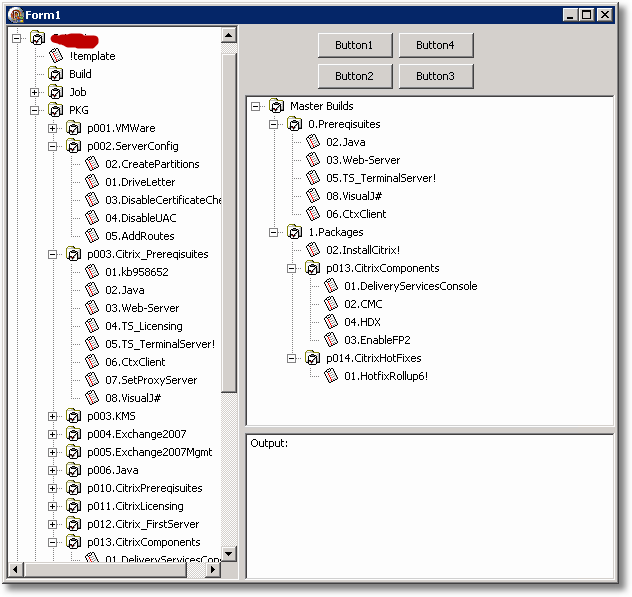 Form1
!template
Build
Job
PKG
p001.VMWare
p002.ServerConfig
02.CreatePartitions
01.DriveLetter
03.DisableCertificateChe
04.DisableUAC
05.AddRoutes
p003.Citrix_Prereqisuites
01.kb958652
02.Java
03.Web-Server
04.TS_Licensing
05.TS_TerminalServer!
06.CtxClient
07.SetProxyServer
08.VisualJ#
p003.KMS
p004.Exchange2007
p005.Exchange2007Mgmt
p006.Java
p010.CitrixPrereqisuites
p011.CitrixLicensing
p012.Citrix_FirstServer
p013.CitrixComponents
01.DeliveryServicesCon
Button1 Button4
Button2 Button3
Master Builds
0.Prereqisuites
02.Java
03.Web-Server
05.TS_TerminalServer!
08.VisualJ#
06.CtxClient
1.Packages
02.InstallCitrix!
p013.CitrixComponents
01.DeliveryServicesConsole
02.CMC
04.HDX
03.EnableFP2
p014.CitrixHotFixes
01.HotfixRollup6!
Output: